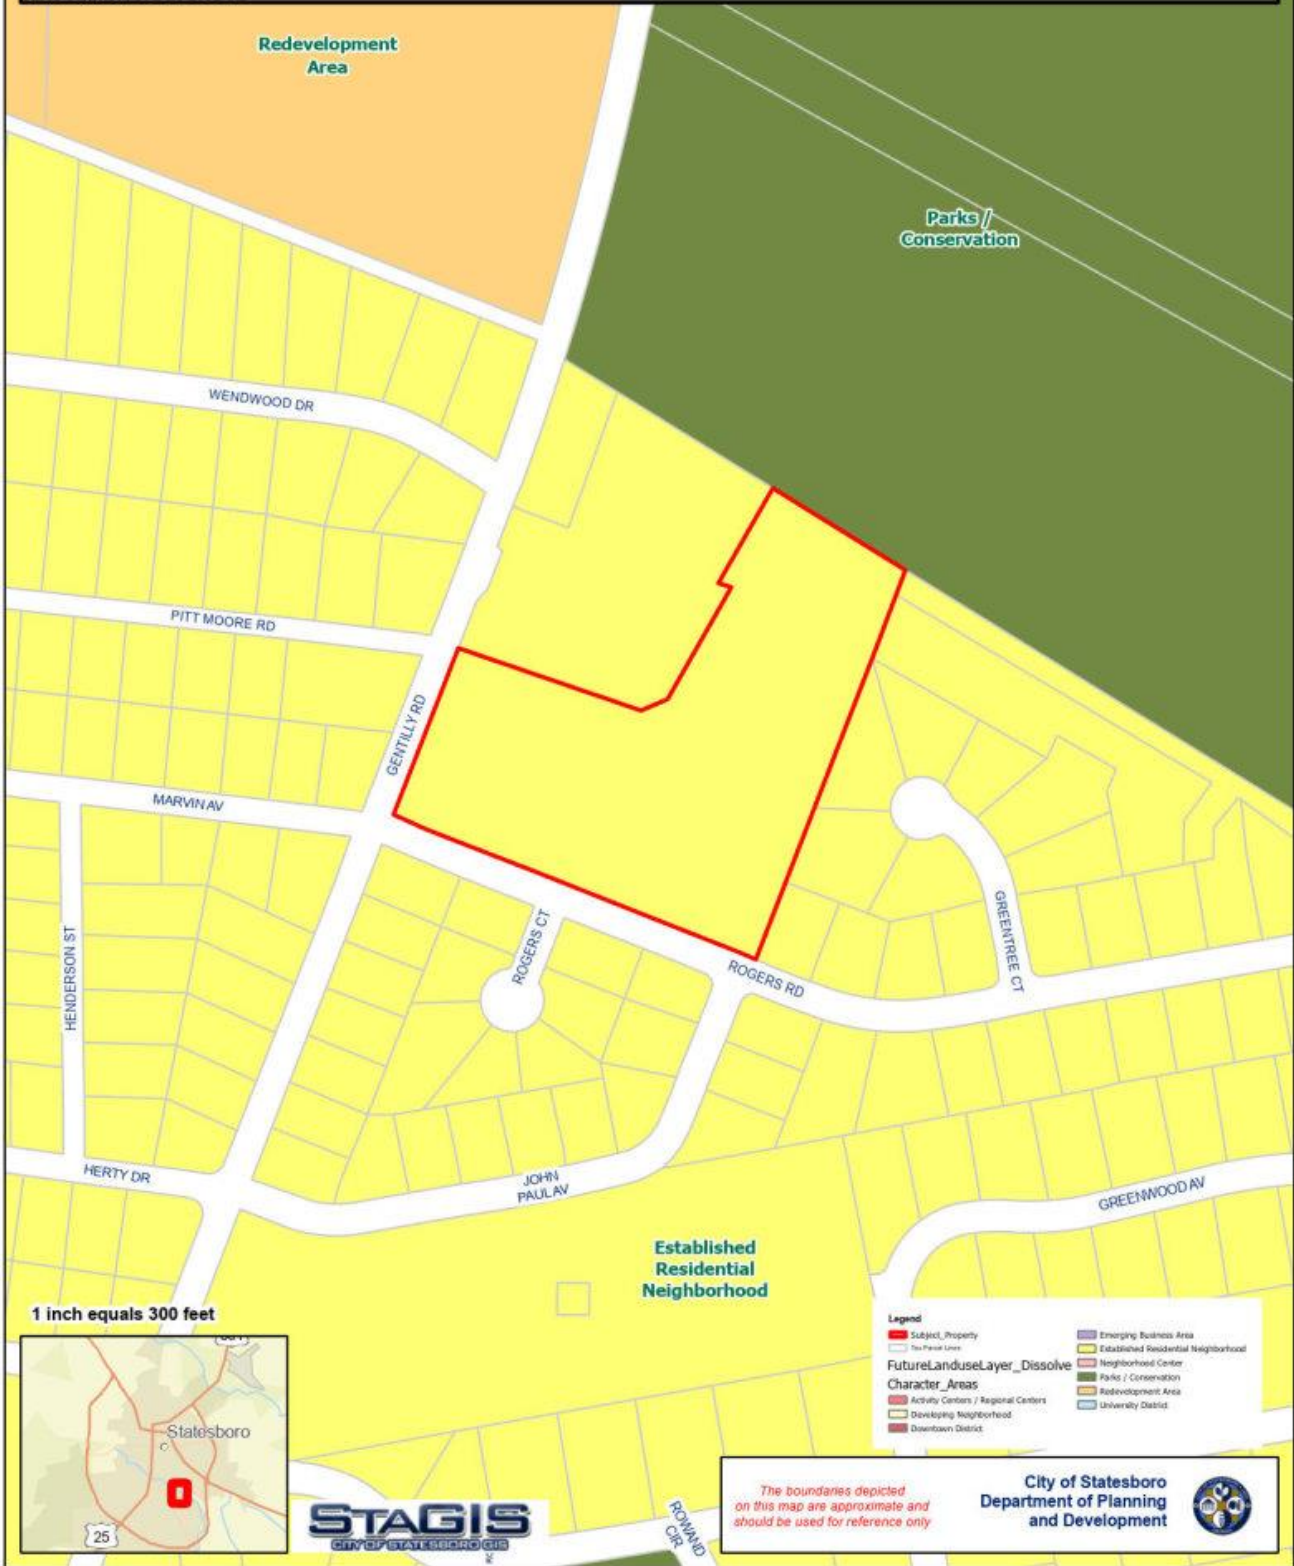 Redevelopment
Area
Parks /
Conservation
WENDWOOD DR
PITT MOORE RD
GENTILLY RD
MARVIN AV
HENDERSON ST
ROGERS CT
ROGERS RD
GREENTREE CT
HERTY DR
JOHN
PAUL AV
GREENWOOD AV
Established
Residential
Neighborhood
1 inch equals 300 feet
Statesboro
25
Legend
Subject_Property
Tax Parcel Lines
FutureLanduseLayer_Dissolve
Character_Areas
Activity Centers / Regional Centers
Developing Neighborhood
Downtown District
Emerging Business Area
Established Residential Neighborhood
Neighborhood Center
Parks / Conservation
Redevelopment Area
University District
STAGIS
CITY OF STATESBORO GIS
ROWAND
CIR
The boundaries depicted
on this map are approximate and
should be used for reference only
City of Statesboro
Department of Planning
and Development